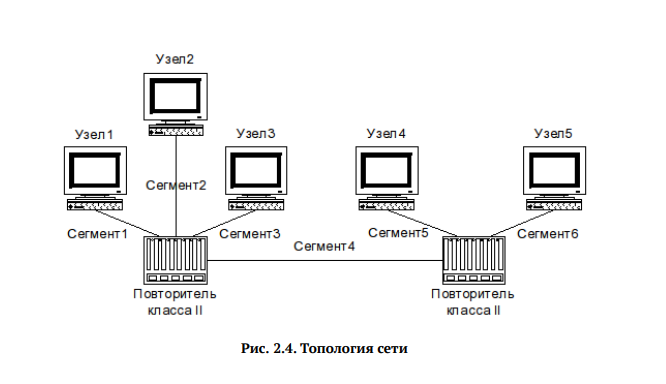 Узел2
Узел1
Узел3
Узел4
Узел5
Сегмент2
Сегмент1
Сегмент3
Сегмент4
Сегмент5
Сегмент6
Повторитель
класса II
Повторитель
класса II
Рис. 2.4. Топология сети